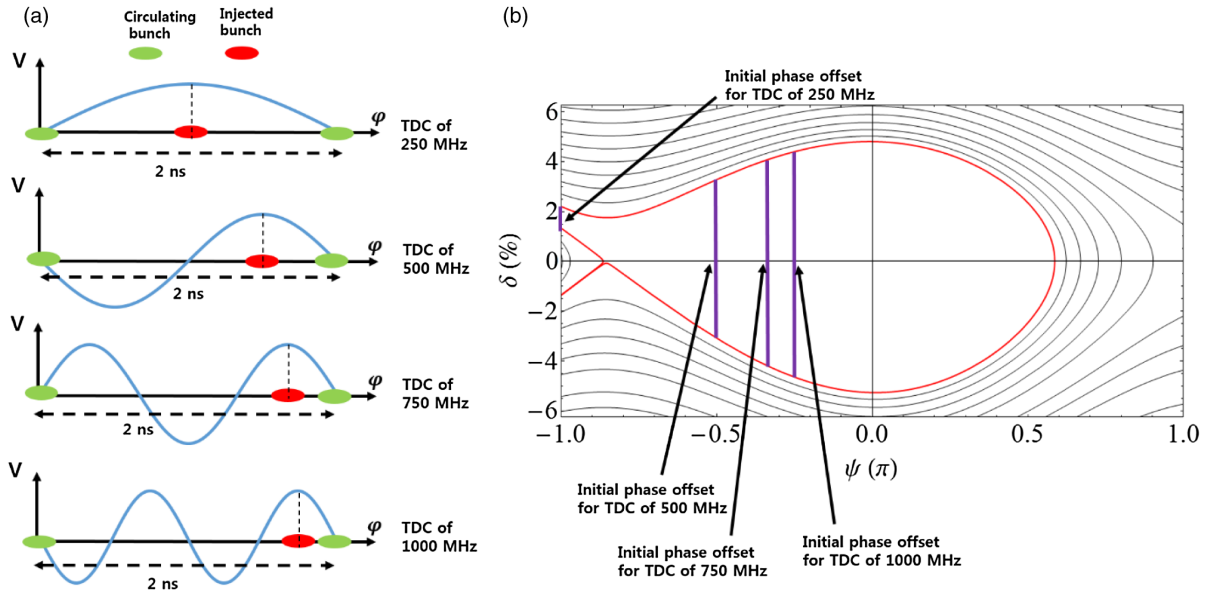 (a)
Circulating
bunch
Injected
bunch
V
φ
TDC of
250 MHz
2 ns
V
φ
TDC of
500 MHz
2 ns
V
φ
TDC of
750 MHz
2 ns
V
φ
TDC of
1000 MHz
2 ns
(b)
Initial phase offset
for TDC of 250 MHz
6
4
2
0
−2
−4
−6
δ (%)
−1.0 −0.5 0.0 0.5 1.0
ψ (π)
Initial phase offset
for TDC of 500 MHz
Initial phase offset
for TDC of 750 MHz
Initial phase offset
for TDC of 1000 MHz